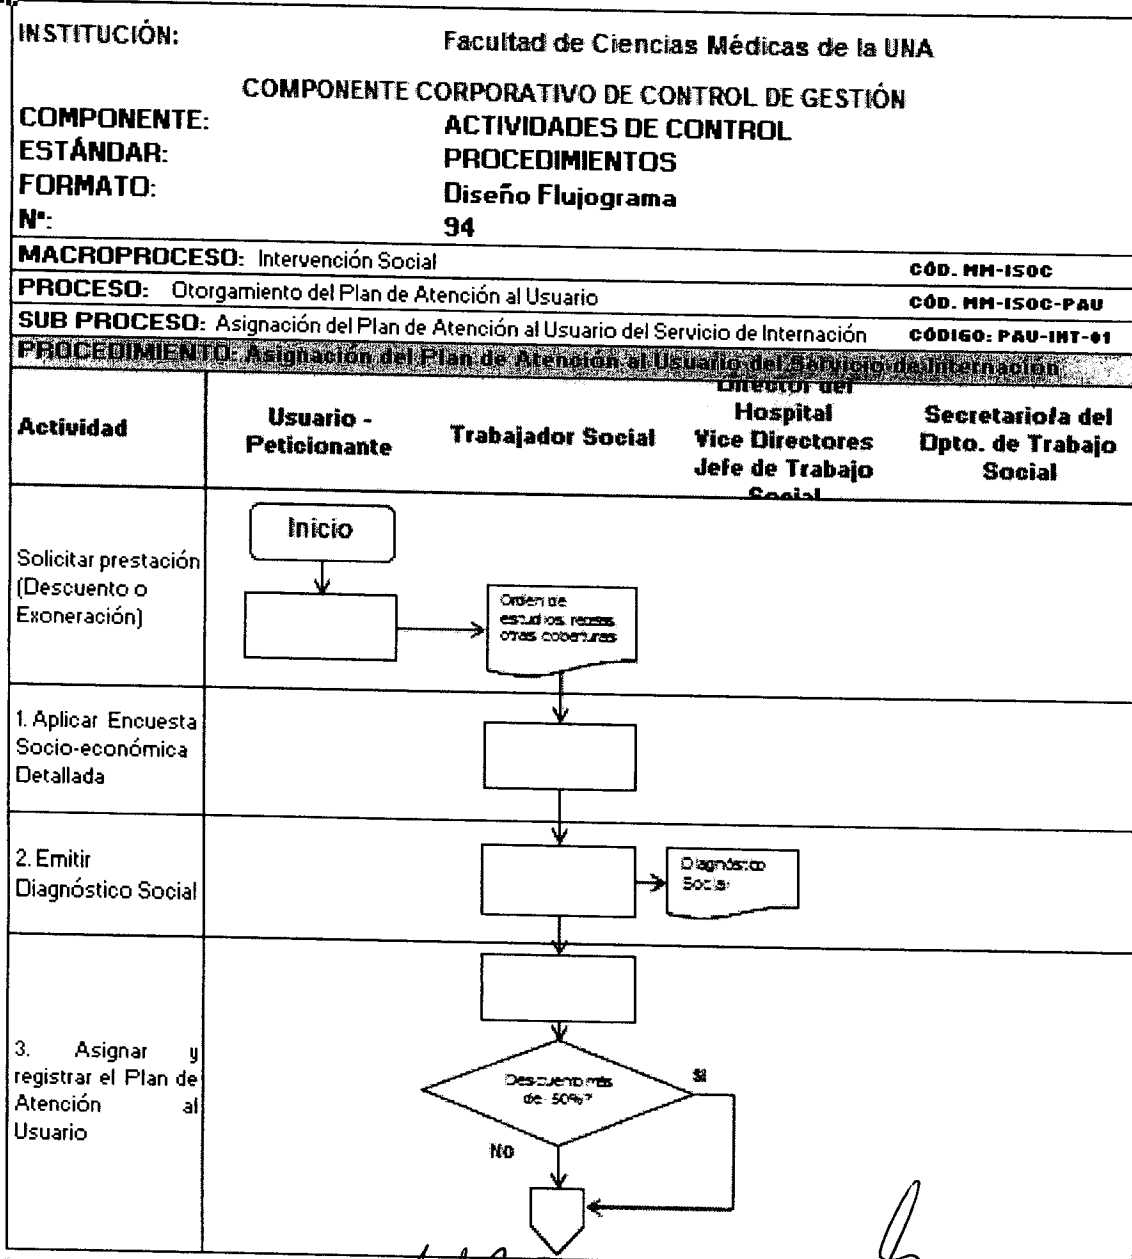 INSTITUCIÓN:
Facultad de Ciencias Médicas de la UNA
COMPONENTE CORPORATIVO DE CONTROL DE GESTIÓN
COMPONENTE:
ACTIVIDADES DE CONTROL
ESTÁNDAR:
PROCEDIMIENTOS
FORMATO:
Diseño Flujograma
N°:
94
MACROPROCESO: Intervención Social
CÓD. MM-ISOC
PROCESO: Otorgamiento del Plan de Atención al Usuario
CÓD. MM-ISOC-PAU
SUB PROCESO: Asignación del Plan de Atención al Usuario del Servicio de Internación
CÓDIGO: PAU-INT-01
PROCEDIMIENTO: Asignación del Plan de Atención al Usuario del Servicio de Internación
Actividad
Usuario -
Peticionante
Trabajador Social
Director del
Hospital
Vice Directores
Jefe de Trabajo
Social
Secretario/a del
Dpto. de Trabajo
Social
Solicitar prestación
(Descuento o
Exoneración)
Inicio
Orden de
estudios, recetas,
otras coberturas
1. Aplicar Encuesta
Socio-económica
Detallada
2. Emitir
Diagnóstico Social
Diagnóstico
Social
3. Asignar y
registrar el Plan de
Atención al
Usuario
Descuento más
de 50%?
SI
NO